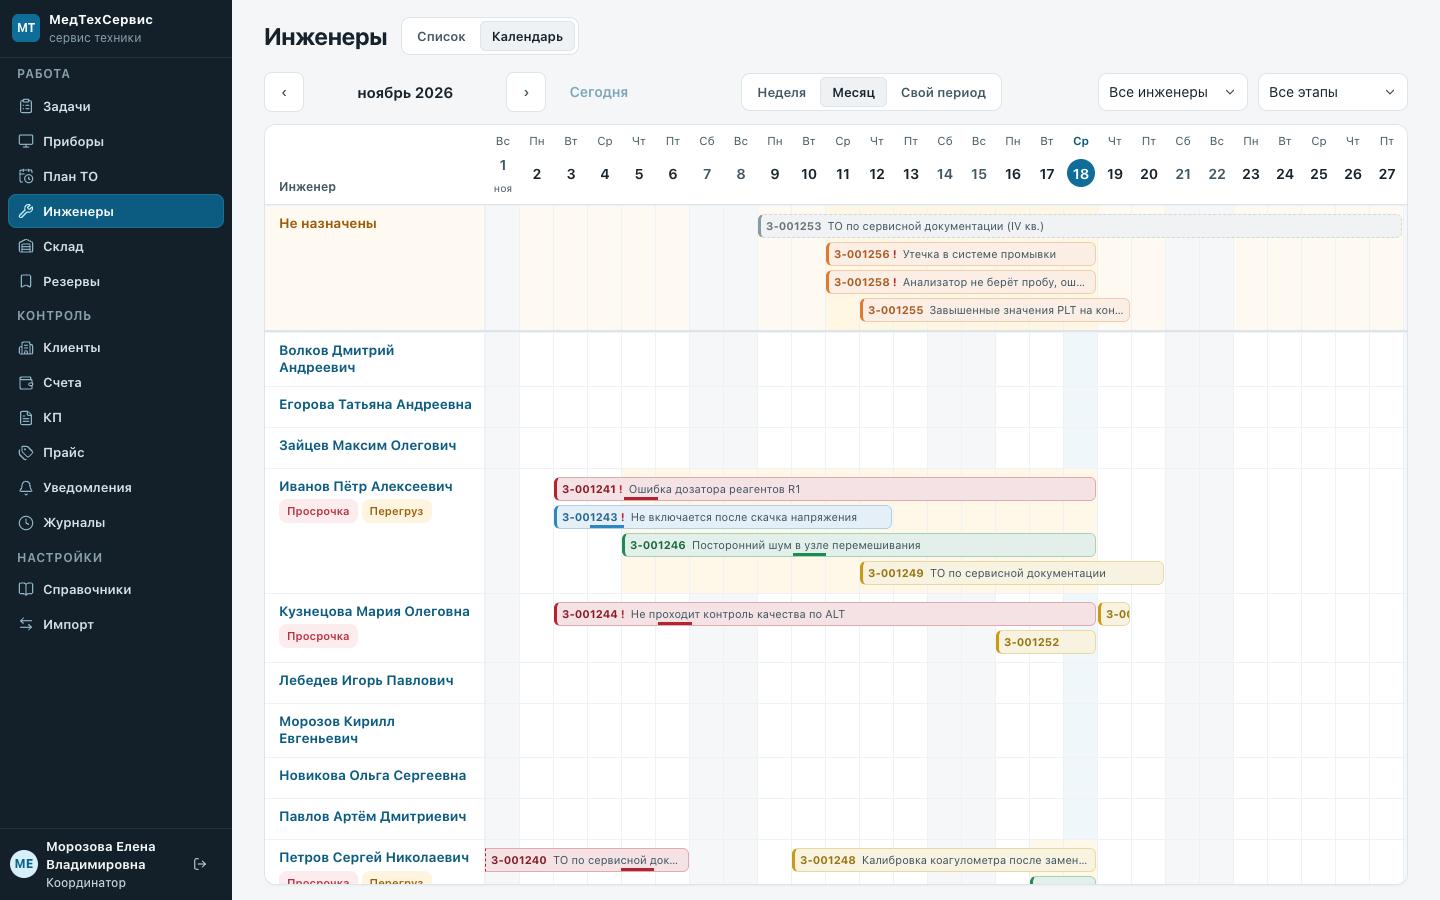 МТ
МедТехСервис
сервис техники
РАБОТА
Задачи
Приборы
План ТО
Инженеры
Склад
Резервы
КОНТРОЛЬ
Клиенты
Счета
КП
Прайс
Уведомления
Журналы
НАСТРОЙКИ
Справочники
Импорт
МЕ
Морозова Елена
Владимировна
Координатор
Инженеры
Список
Календарь
‹
ноябрь 2026
›
Сегодня
Неделя
Месяц
Свой период
Все инженеры
Все этапы
Инженер
Вс Пн Вт Ср Чт Пт Сб Вс Пн Вт Ср Чт Пт Сб Вс Пн Вт Ср Чт Пт Сб Вс Пн Вт Ср Чт Пт
1 2 3 4 5 6 7 8 9 10 11 12 13 14 15 16 17 18 19 20 21 22 23 24 25 26 27
ноя
Не назначены
З-001253 ТО по сервисной документации (IV кв.)
З-001256 ! Утечка в системе промывки
З-001258 ! Анализатор не берёт пробу, ош...
З-001255 Завышенные значения PLT на кон...
Волков Дмитрий
Андреевич
Егорова Татьяна Андреевна
Зайцев Максим Олегович
Иванов Пётр Алексеевич
Просрочка
Перегруз
З-001241 ! Ошибка дозатора реагентов R1
З-001243 ! Не включается после скачка напряжения
З-001246 Посторонний шум в узле перемешивания
З-001249 ТО по сервисной документации
Кузнецова Мария Олеговна
Просрочка
З-001244 ! Не проходит контроль качества по ALT
З-00
З-001252
Лебедев Игорь Павлович
Морозов Кирилл
Евгеньевич
Новикова Ольга Сергеевна
Павлов Артём Дмитриевич
Петров Сергей Николаевич
Просрочка
Перегруз
З-001240 ТО по сервисной док...
З-001248 Калибровка коагулометра после замен...